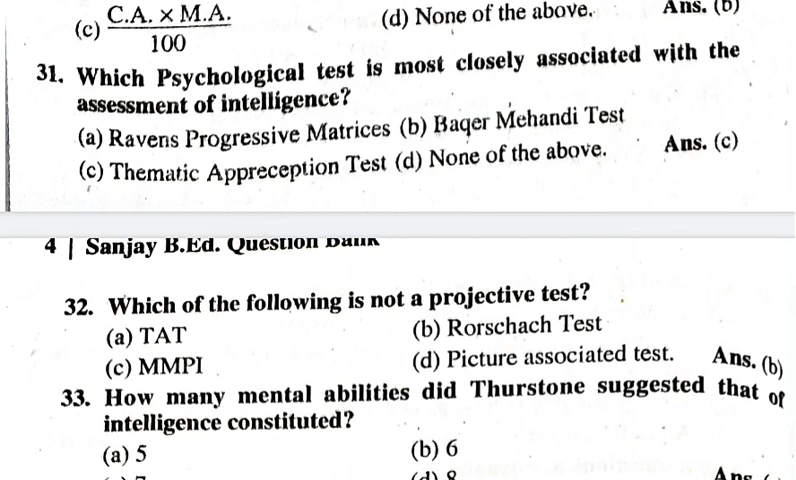 (c) C.A. × M.A. / 100 (d) None of the above. Ans. (b)
31. Which Psychological test is most closely associated with the
assessment of intelligence?
(a) Ravens Progressive Matrices (b) Baqer Mehandi Test
(c) Thematic Appreception Test (d) None of the above. Ans. (c)
4 | Sanjay B.Ed. Question Bank
32. Which of the following is not a projective test?
(a) TAT (b) Rorschach Test
(c) MMPI (d) Picture associated test. Ans. (b)
33. How many mental abilities did Thurstone suggested that of
intelligence constituted?
(a) 5 (b) 6
(d) 8 Ans.